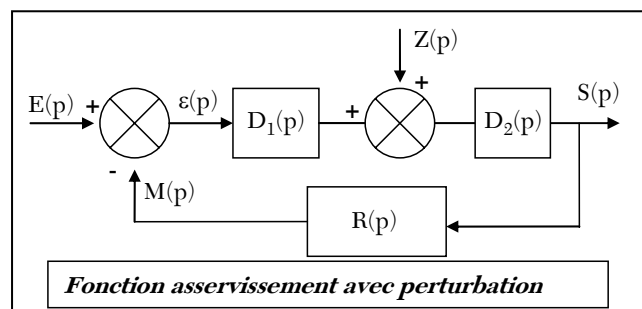 Z(p)
E(p) + ε(p) D₁(p) + + D₂(p) S(p)
- M(p) R(p)
Fonction asservissement avec perturbation